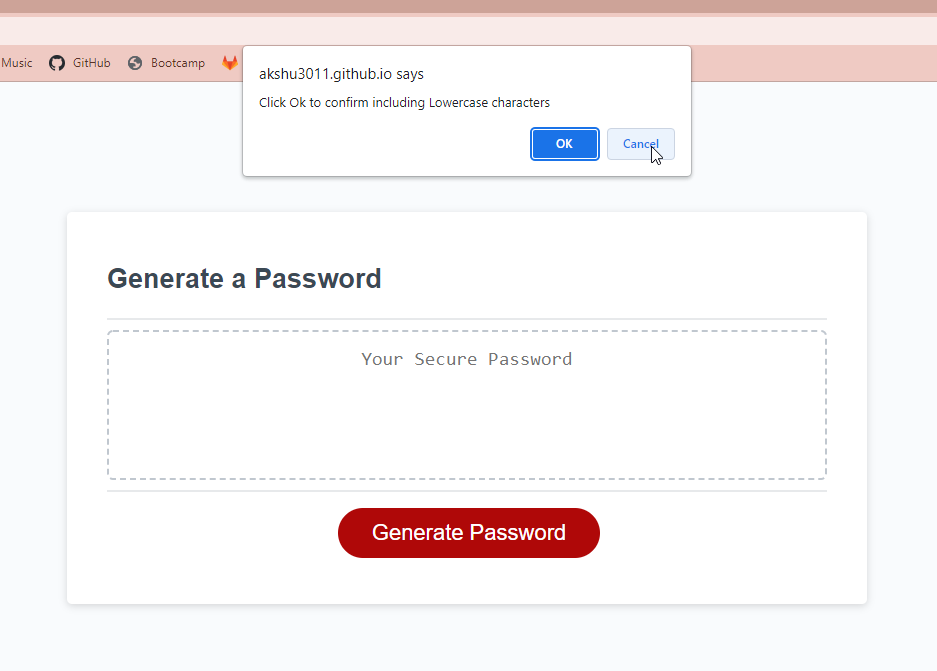 Music GitHub Bootcamp
akshu3011.github.io says
Click Ok to confirm including Lowercase characters
OK Cancel
Generate a Password
Your Secure Password
Generate Password